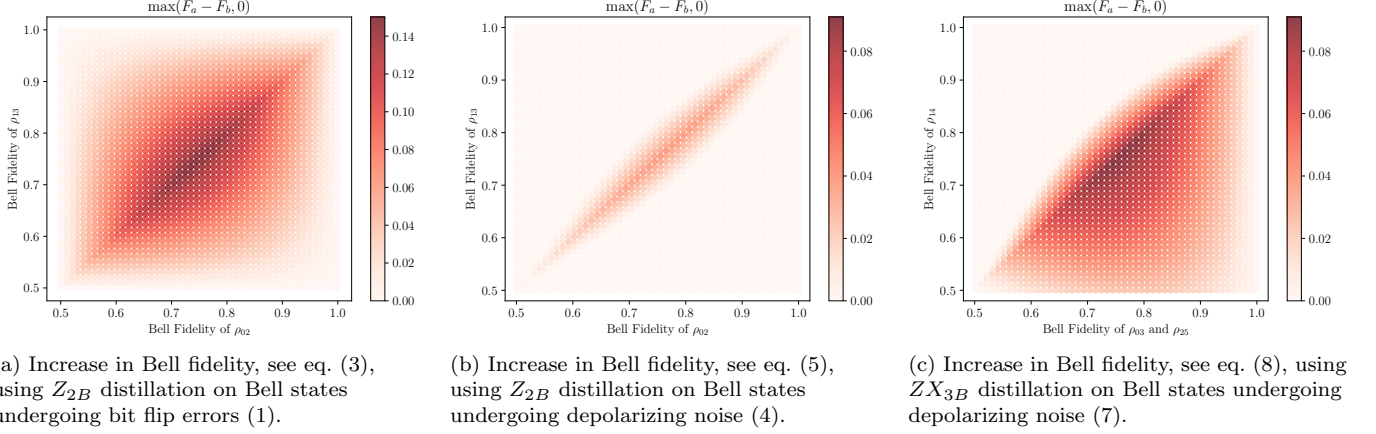 max(F_a − F_b, 0)
1.0
0.9
0.8
0.7
0.6
0.5
Bell Fidelity of ρ_13
0.5 0.6 0.7 0.8 0.9 1.0
Bell Fidelity of ρ_02
0.14
0.12
0.10
0.08
0.06
0.04
0.02
0.00
a) Increase in Bell fidelity, see eq. (3),
using Z_2B distillation on Bell states
undergoing bit flip errors (1).
max(F_a − F_b, 0)
1.0
0.9
0.8
0.7
0.6
0.5
Bell Fidelity of ρ_13
0.5 0.6 0.7 0.8 0.9 1.0
Bell Fidelity of ρ_02
0.08
0.06
0.04
0.02
0.00
(b) Increase in Bell fidelity, see eq. (5),
using Z_2B distillation on Bell states
undergoing depolarizing noise (4).
max(F_a − F_b, 0)
1.0
0.9
0.8
0.7
0.6
0.5
Bell Fidelity of ρ_14
0.5 0.6 0.7 0.8 0.9 1.0
Bell Fidelity of ρ_03 and ρ_25
0.08
0.06
0.04
0.02
0.00
(c) Increase in Bell fidelity, see eq. (8), using
ZX_3B distillation on Bell states undergoing
depolarizing noise (7).